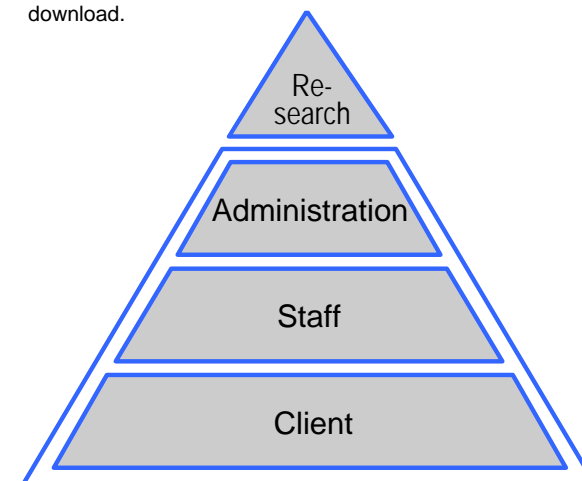 download.
Re-
search
Administration
Staff
Client